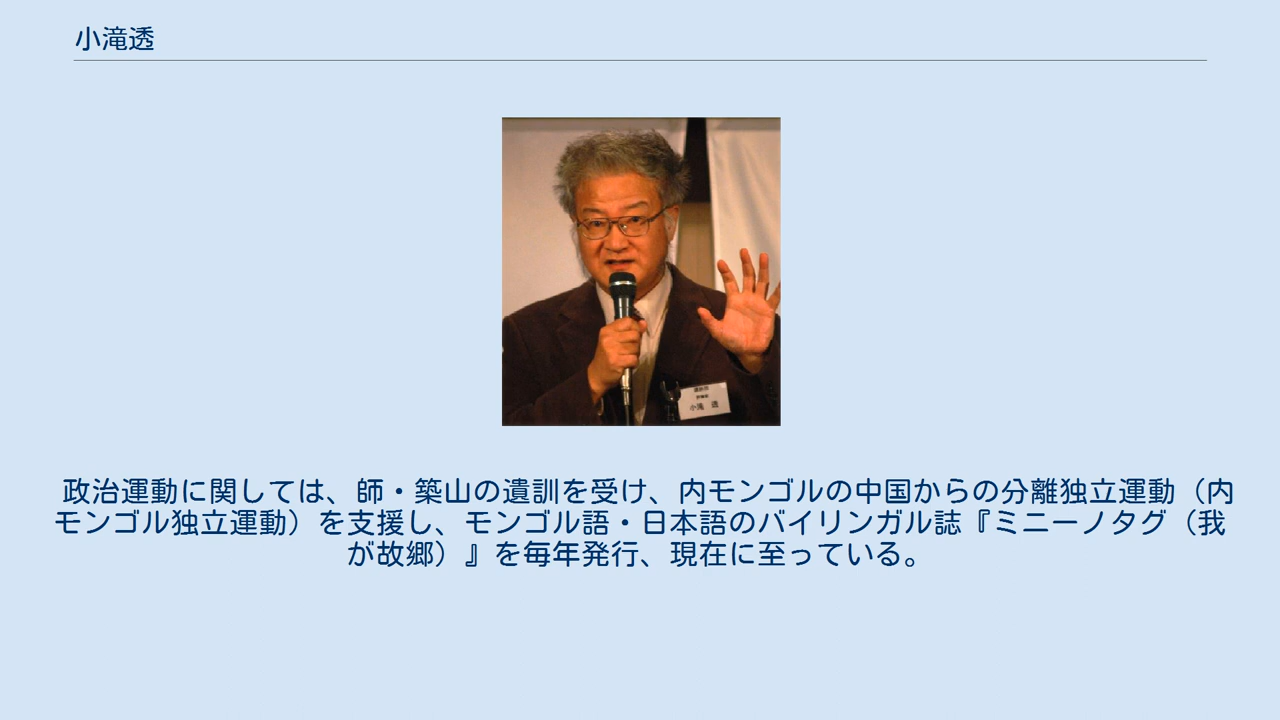 小滝透
小滝 透
政治運動に関しては、師・築山の遺訓を受け、内モンゴルの中国からの分離独立運動（内
モンゴル独立運動）を支援し、モンゴル語・日本語のバイリンガル誌『ミニーノタグ（我
が故郷）』を毎年発行、現在に至っている。